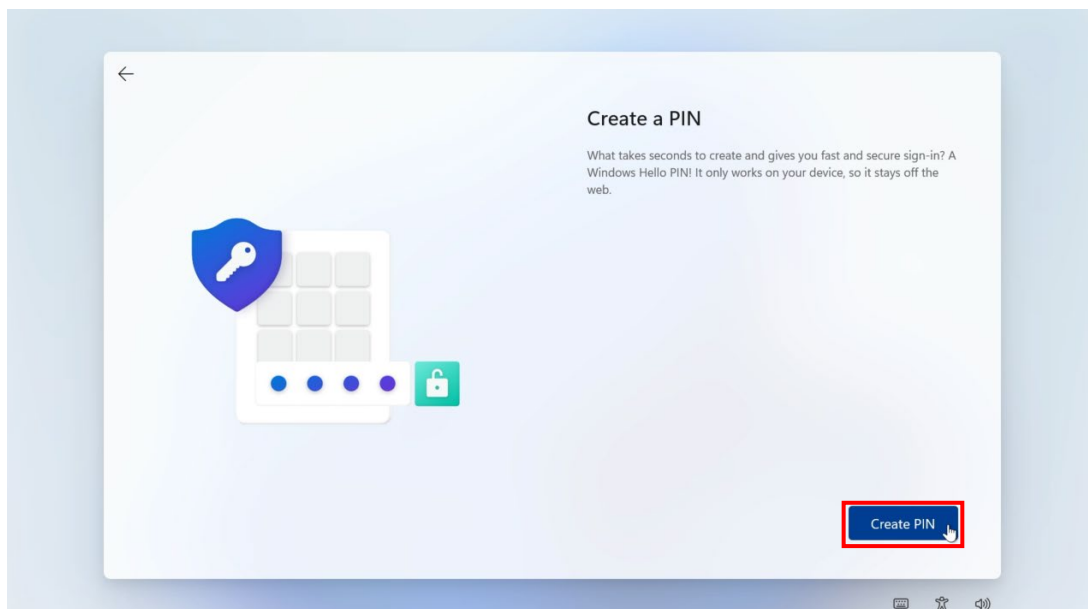 Create a PIN
What takes seconds to create and gives you fast and secure sign-in? A
Windows Hello PIN! It only works on your device, so it stays off the
web.
Create PIN